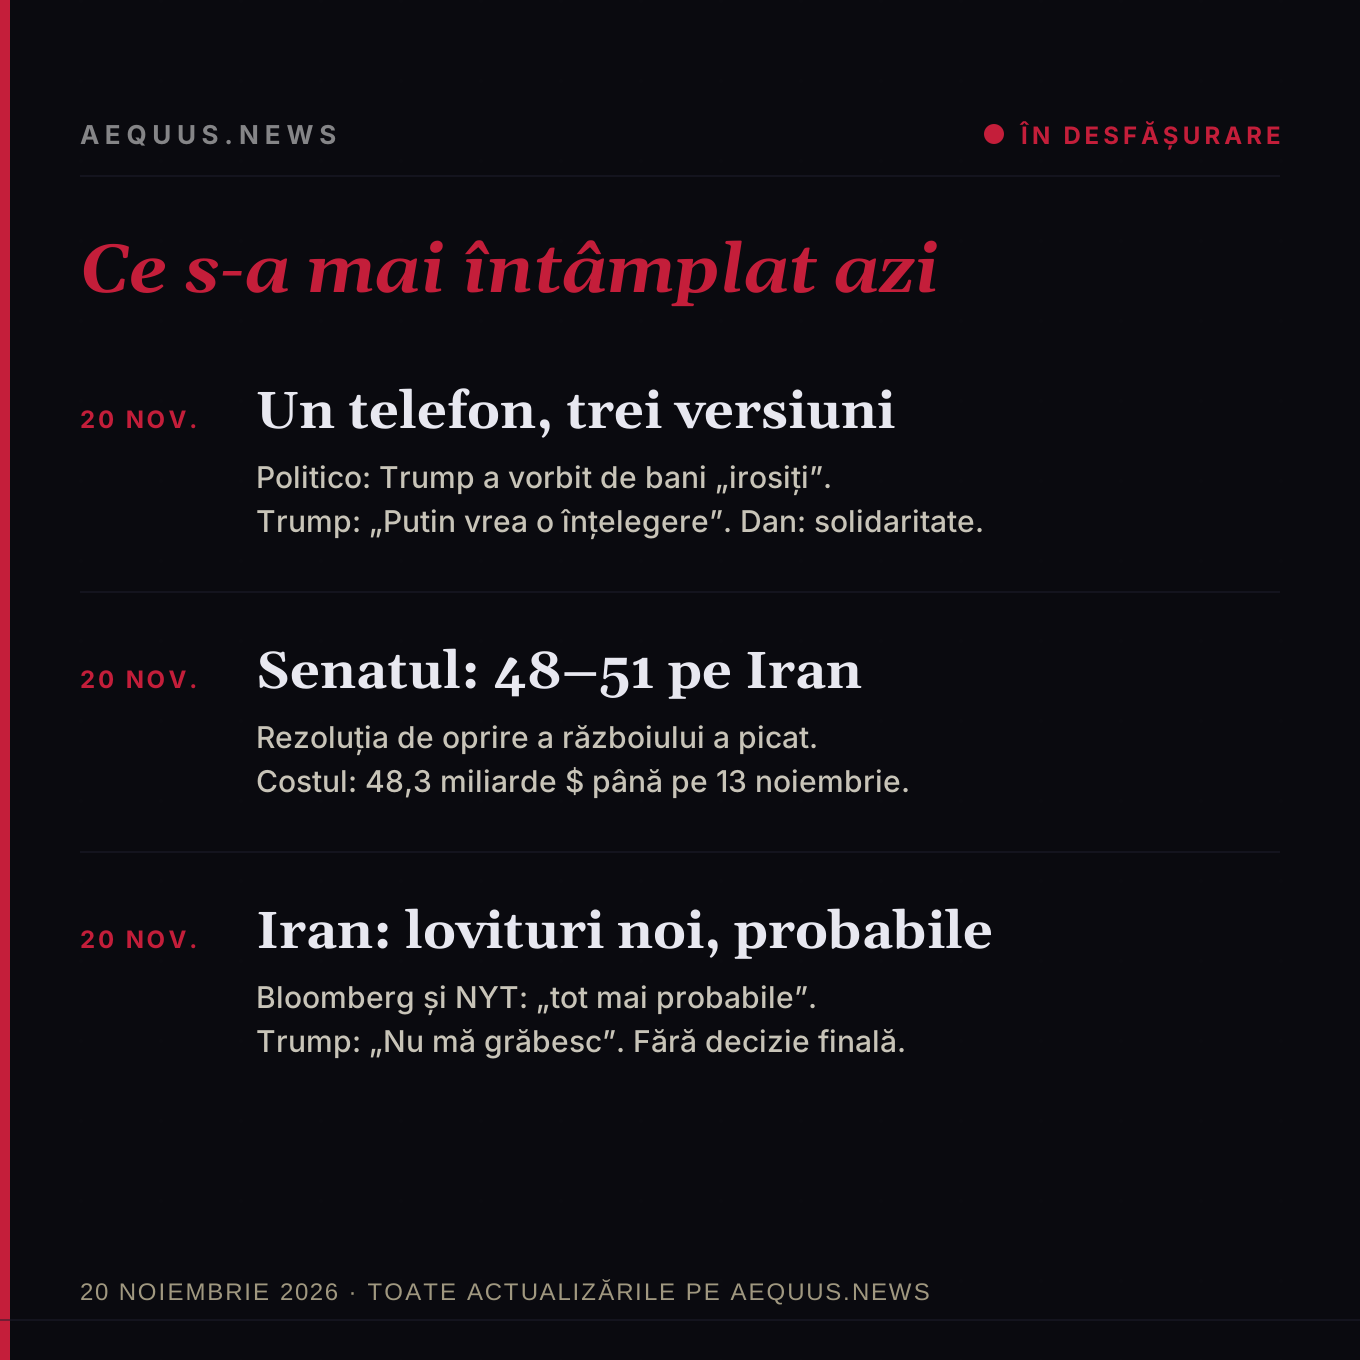 AEQUUS.NEWS
ÎN DESFĂȘURARE
Ce s-a mai întâmplat azi
20 NOV.
Un telefon, trei versiuni
Politico: Trump a vorbit de bani „irosiți”.
Trump: „Putin vrea o înțelegere”. Dan: solidaritate.
20 NOV.
Senatul: 48–51 pe Iran
Rezoluția de oprire a războiului a picat.
Costul: 48,3 miliarde $ până pe 13 noiembrie.
20 NOV.
Iran: lovituri noi, probabile
Bloomberg și NYT: „tot mai probabile”.
Trump: „Nu mă grăbesc”. Fără decizie finală.
20 NOIEMBRIE 2026 · TOATE ACTUALIZĂRILE PE AEQUUS.NEWS